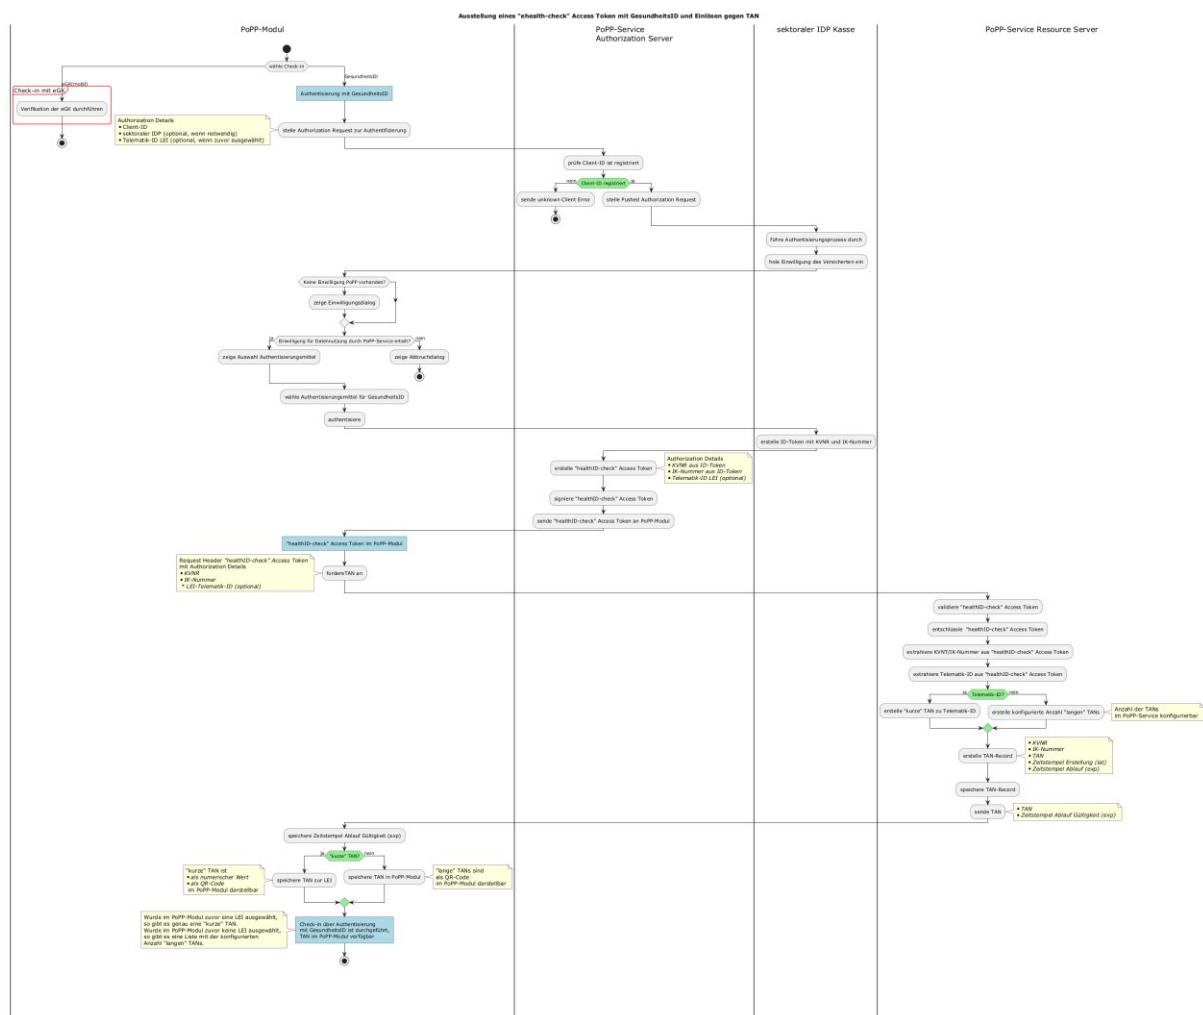 Ausstellung eines "ehealth-check" Access Token mit GesundheitsID und Einlösen gegen TAN
PoPP-Modul
PoPP-Service
Authorization Server
sektoraler IDP Kasse
PoPP-Service Resource Server
wähle Check-in
eGK(mobil)
GesundheitsID
Check-in mit eGK
Verifikation der eGK durchführen
Authentisierung mit GesundheitsID
Authorization Details
• Client-ID
• sektoraler IDP (optional, wenn notwendig)
• Telematik-ID LEI (optional, wenn zuvor ausgewählt)
stelle Authorization Request zur Authentifizierung
prüfe Client-ID ist registriert
nein
Client-ID registriert
ja
sende unknown-Client Error
stelle Pushed Authorization Request
führe Authentisierungsprozess durch
hole Einwilligung des Versicherten ein
Keine Einwilligung PoPP vorhanden?
zeige Einwilligungsdialog
ja
Einwilligung für Datennutzung durch PoPP-Service erteilt?
nein
zeige Auswahl Authentisierungsmittel
zeige Abbruchdialog
wähle Authentisierungsmittel für GesundheitsID
authentisiere
erstelle ID-Token mit KVNR und IK-Nummer
erstelle "healthID-check" Access Token
Authorization Details
• KVNR aus ID-Token
• IK-Nummer aus ID-Token
• Telematik-ID LEI (optional)
signiere "healthID-check" Access Token
sende "healthID-check" Access Token an PoPP-Modul
"healthID-check" Access Token im PoPP-Modul
Request Header "healthID-check" Access Token
mit Authorization Details
• KVNR
• IK-Nummer
* LEI-Telematik-ID (optional)
fordereTAN an
validiere "healthID-check" Access Token
entschlüssle "healthID-check" Access Token
extrahiere KVNT/IK-Nummer aus "healthID-check" Access Token
extrahiere Telematik-ID aus "healthID-check" Access Token
ja
Telematik-ID?
nein
erstelle "kurze" TAN zu Telematik-ID
erstelle konfigurierte Anzahl "langen" TANs
Anzahl der TANs
im PoPP-Service konfigurierbar
erstelle TAN-Record
• KVNR
• IK-Nummer
• TAN
• Zeitstempel Erstellung (iat)
• Zeitstempel Ablauf (exp)
speichere TAN-Record
sende TAN
• TAN
• Zeitstempel Ablauf Gültigkeit (exp)
speichere Zeitstempel Ablauf Gültigkeit (exp)
ja
"kurze" TAN?
nein
"kurze" TAN ist
• als numerischer Wert
• als QR-Code
im PoPP-Modul darstellbar
speichere TAN zur LEI
speichere TAN in PoPP-Modul
"lange" TANs sind
als QR-Code
im PoPP-Modul darstellbar
Wurde im PoPP-Modul zuvor eine LEI ausgewählt,
so gibt es genau eine "kurze" TAN.
Wurde im PoPP-Modul zuvor keine LEI ausgewählt,
so gibt es eine Liste mit der konfigurierten
Anzahl "langen" TANs.
Check-in über Authentisierung
mit GesundheitsID ist durchgeführt,
TAN im PoPP-Modul verfügbar